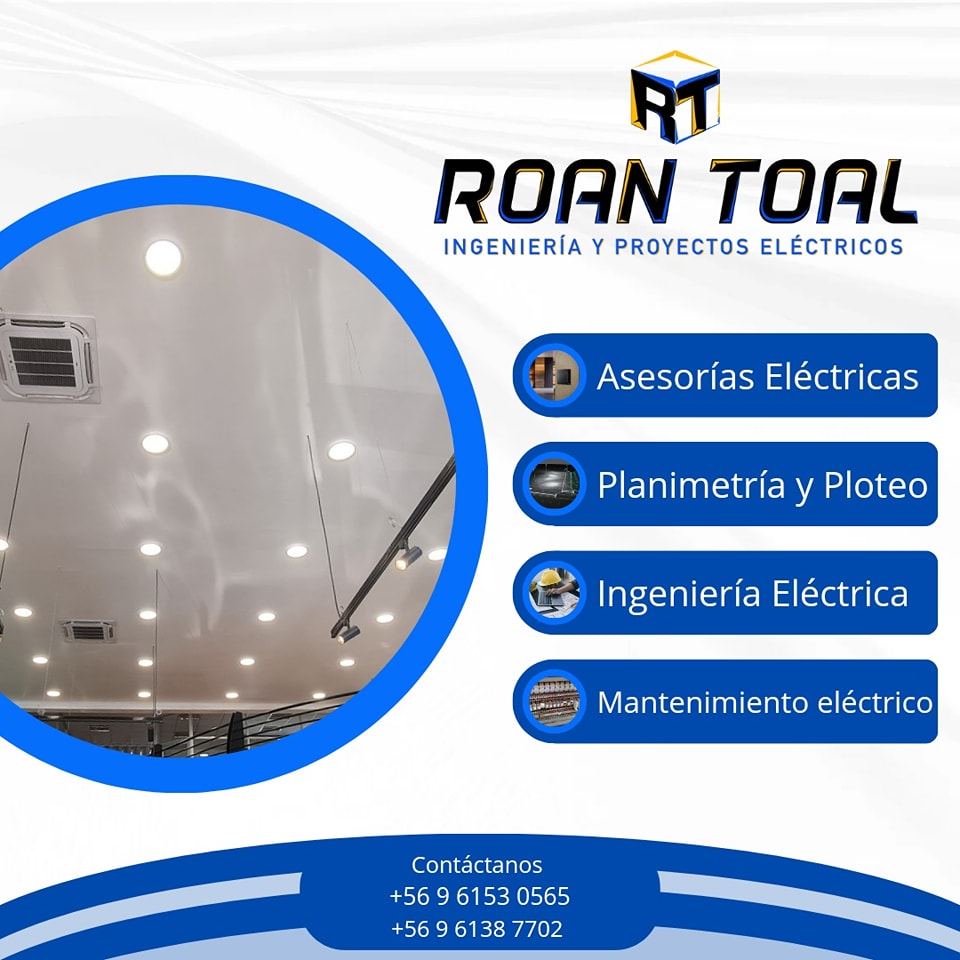 RT
ROAN TOAL
INGENIERÍA Y PROYECTOS ELÉCTRICOS
Asesorías Eléctricas
Planimetría y Ploteo
Ingeniería Eléctrica
Mantenimiento eléctrico
Contáctanos
+56 9 6153 0565
+56 9 6138 7702